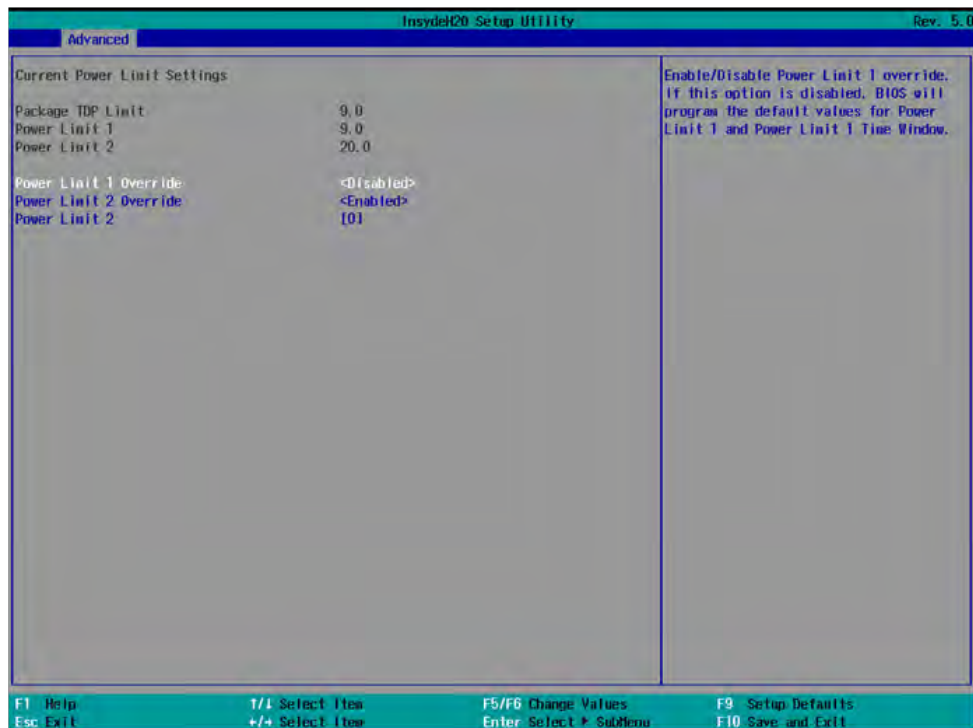 InsydeH20 Setup Utility Rev. 5.0
Advanced
Current Power Limit Settings
Package TDP Limit 9.0
Power Limit 1 9.0
Power Limit 2 20.0
Power Limit 1 Override <Disabled>
Power Limit 2 Override <Enabled>
Power Limit 2 [0]
Enable/Disable Power Limit 1 override.
If this option is disabled, BIOS will
program the default values for Power
Limit 1 and Power Limit 1 Time Window.
F1 Help ↑/↓ Select Item F5/F6 Change Values F9 Setup Defaults
Esc Exit ←/→ Select Item Enter Select ▶ SubMenu F10 Save and Exit